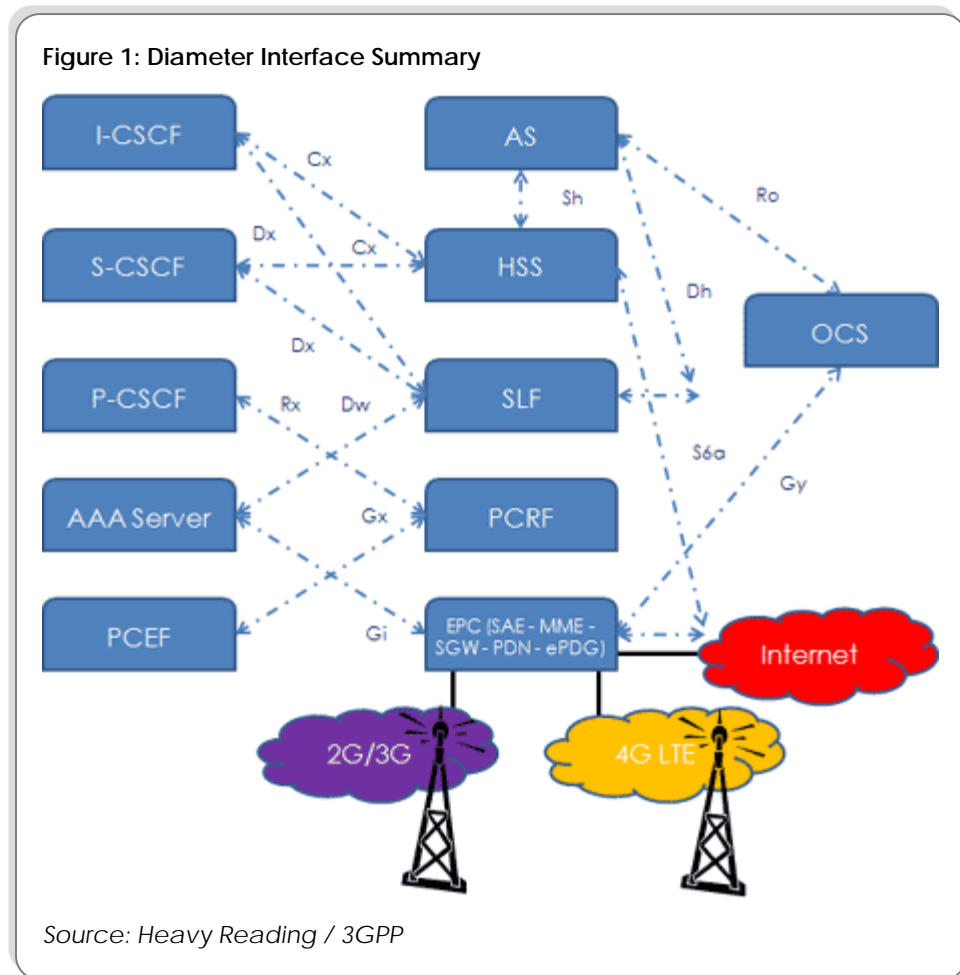 Figure 1: Diameter Interface Summary
I-CSCF
AS
Cx
Sh
Ro
S-CSCF
Dx
Cx
HSS
Dh
OCS
Dx
P-CSCF
Rx
Dw
SLF
S6a
Gy
AAA Server
Gx
PCRF
PCEF
Gi
EPC (SAE - MME -
SGW - PDN - ePDG)
Internet
2G/3G
4G LTE
Source: Heavy Reading / 3GPP